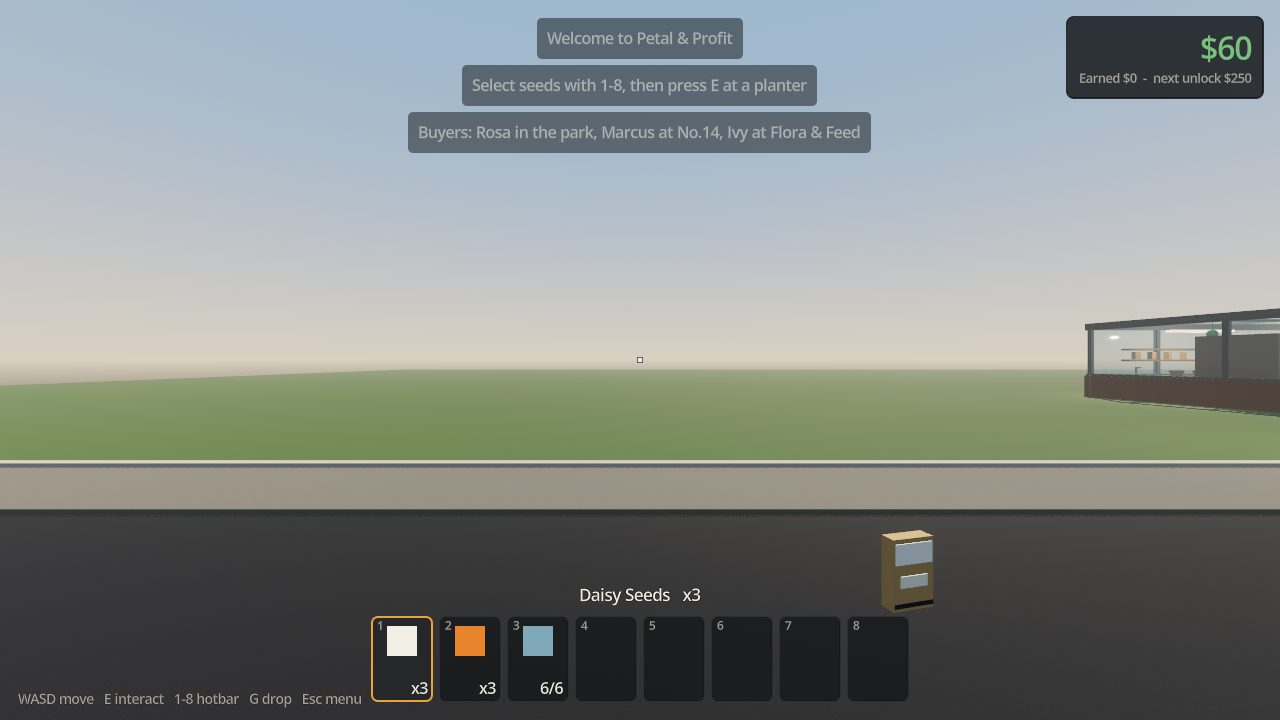 Welcome to Petal & Profit
Select seeds with 1-8, then press E at a planter
Buyers: Rosa in the park, Marcus at No.14, Ivy at Flora & Feed
$60
Earned $0 - next unlock $250
Daisy Seeds x3
1 2 3 4 5 6 7 8
x3 x3 6/6
WASD move E interact 1-8 hotbar G drop Esc menu